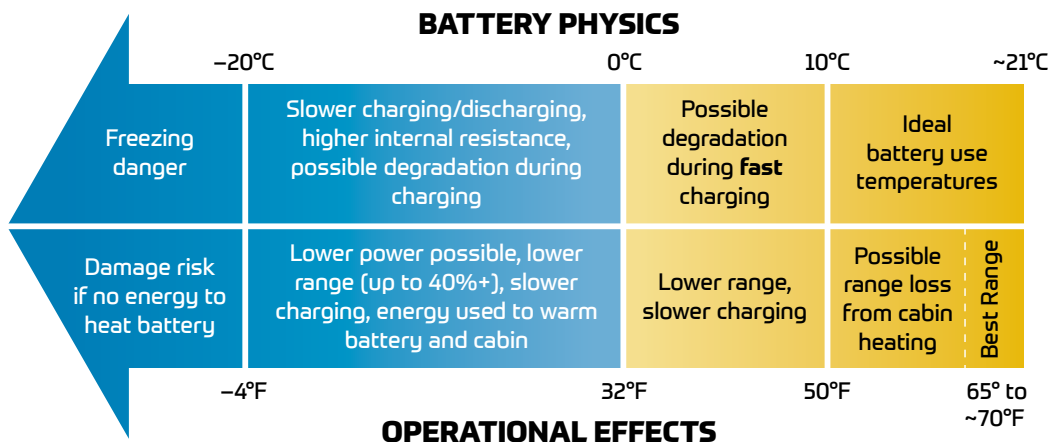 BATTERY PHYSICS
–20°C
0°C
10°C
~21°C
Freezing
danger
Slower charging/discharging,
higher internal resistance,
possible degradation during
charging
Possible
degradation
during fast
charging
Ideal
battery use
temperatures
Damage risk
if no energy to
heat battery
Lower power possible, lower
range (up to 40%+), slower
charging, energy used to warm
battery and cabin
Lower range,
slower charging
Possible
range loss
from cabin
heating
Best Range
–4°F
32°F
50°F
65° to
~70°F
OPERATIONAL EFFECTS